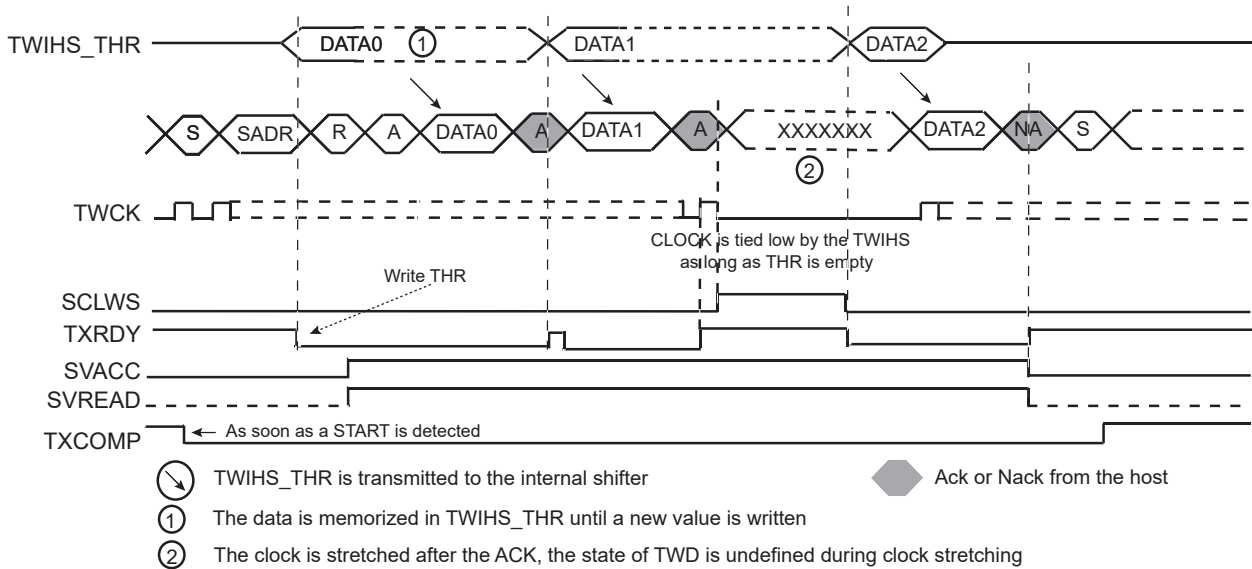 TWIHS_THR DATA0 1 DATA1 DATA2
S SADR R A DATA0 A DATA1 A XXXXXXX DATA2 NA S
2
TWCK
CLOCK is tied low by the TWIHS
as long as THR is empty
Write THR
SCLWS
TXRDY
SVACC
SVREAD
TXCOMP As soon as a START is detected
TWIHS_THR is transmitted to the internal shifter Ack or Nack from the host
1 The data is memorized in TWIHS_THR until a new value is written
2 The clock is stretched after the ACK, the state of TWD is undefined during clock stretching